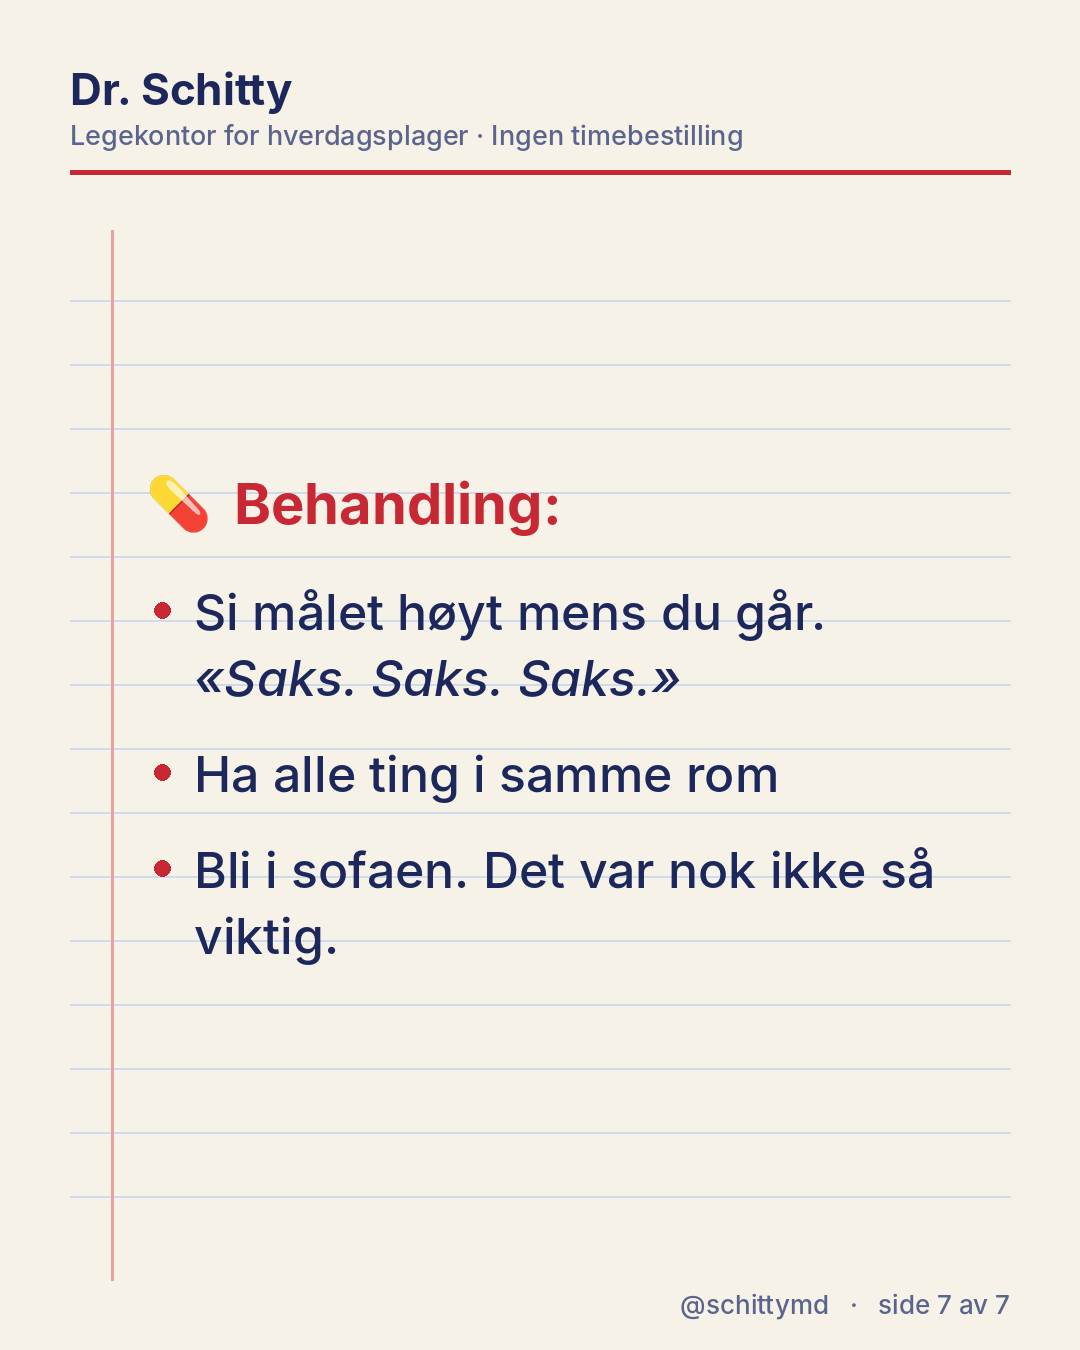 Dr. Schitty
Legekontor for hverdagsplager · Ingen timebestilling
💊 Behandling:
• Si målet høyt mens du går.
«Saks. Saks. Saks.»
• Ha alle ting i samme rom
• Bli i sofaen. Det var nok ikke så
viktig.
@schittymd · side 7 av 7